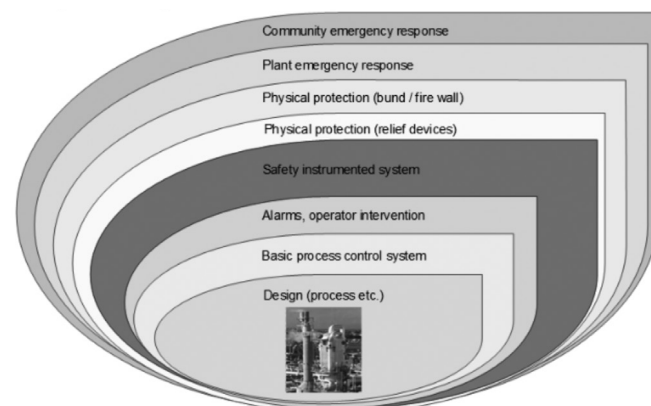 Community emergency response
Plant emergency response
Physical protection (bund / fire wall)
Physical protection (relief devices)
Safety instrumented system
Alarms, operator intervention
Basic process control system
Design (process etc.)